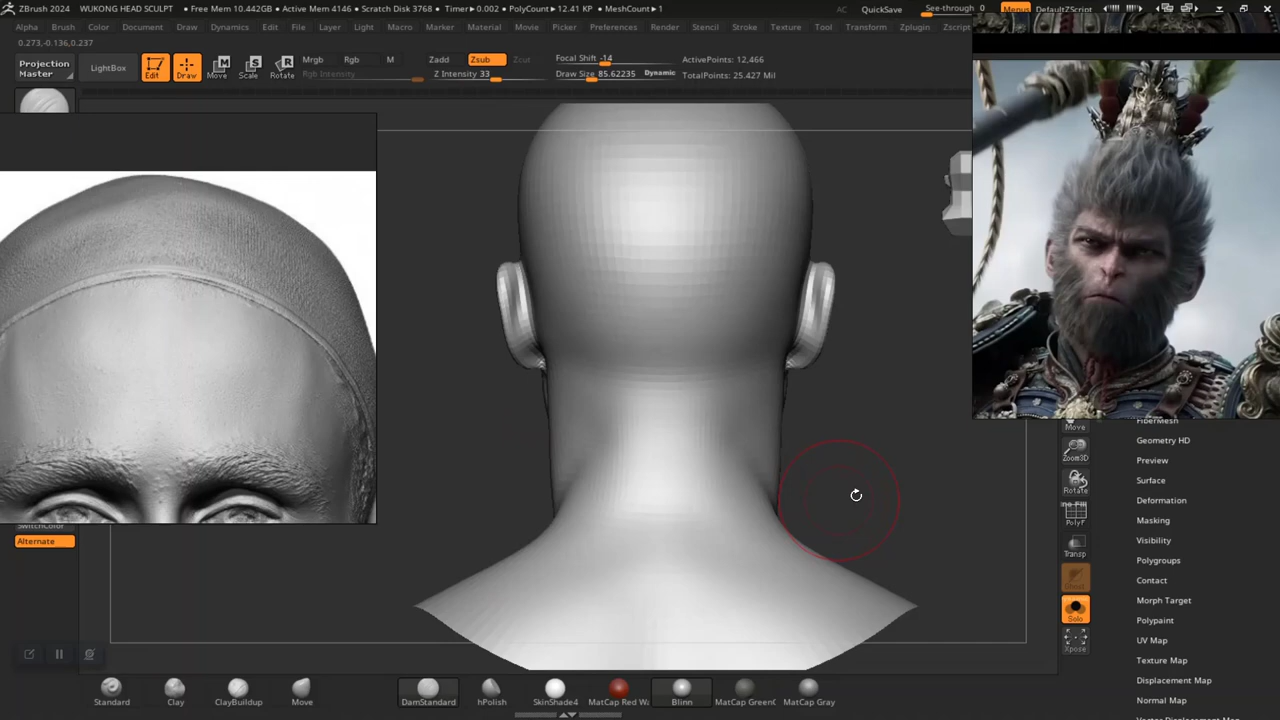 ZBrush 2024 WUKONG HEAD SCULPT • Free Mem 10.442GB • Active Mem 4146 • Scratch Disk 3768 • Timer▶0.002 • PolyCount▶12.41 KP • MeshCount▶1 AC QuickSave See-through 0 Menus DefaultZScript
Alpha Brush Color Document Draw Dynamics Edit File Layer Light Macro Marker Material Movie Picker Preferences Render Stencil Stroke Texture Tool Transform Zplugin Zscript
0.273,-0.136,0.237
Projection Master LightBox Edit Draw Move Scale Rotate
Mrgb Rgb M Zadd Zsub Zcut Focal Shift -14 ActivePoints: 12,466
Rgb Intensity Z Intensity 33 Draw Size 85.62235 Dynamic TotalPoints: 25.427 Mil
SwitchColor
Alternate
Move
Zoom3D
Rotate
PolyF
Transp
Ghost
Solo
Xpose
FiberMesh
Geometry HD
Preview
Surface
Deformation
Masking
Visibility
Polygroups
Contact
Morph Target
Polypaint
UV Map
Texture Map
Displacement Map
Normal Map
Standard Clay ClayBuildup Move DamStandard hPolish SkinShade4 MatCap Red Wa Blinn MatCap GreenC MatCap Gray